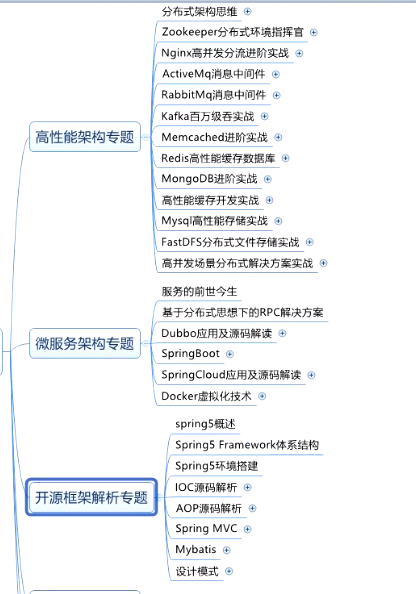 高性能架构专题
分布式架构思维
Zookeeper分布式环境指挥官
Nginx高并发分流进阶实战
ActiveMq消息中间件
RabbitMq消息中间件
Kafka百万级吞实战
Memcached进阶实战
Redis高性能缓存数据库
MongoDB进阶实战
高性能缓存开发实战
Mysql高性能存储实战
FastDFS分布式文件存储实战
高并发场景分布式解决方案实战
微服务架构专题
服务的前世今生
基于分布式思想下的RPC解决方案
Dubbo应用及源码解读
SpringBoot
SpringCloud应用及源码解读
Docker虚拟化技术
开源框架解析专题
spring5概述
Spring5 Framework体系结构
Spring5环境搭建
IOC源码解析
AOP源码解析
Spring MVC
Mybatis
设计模式